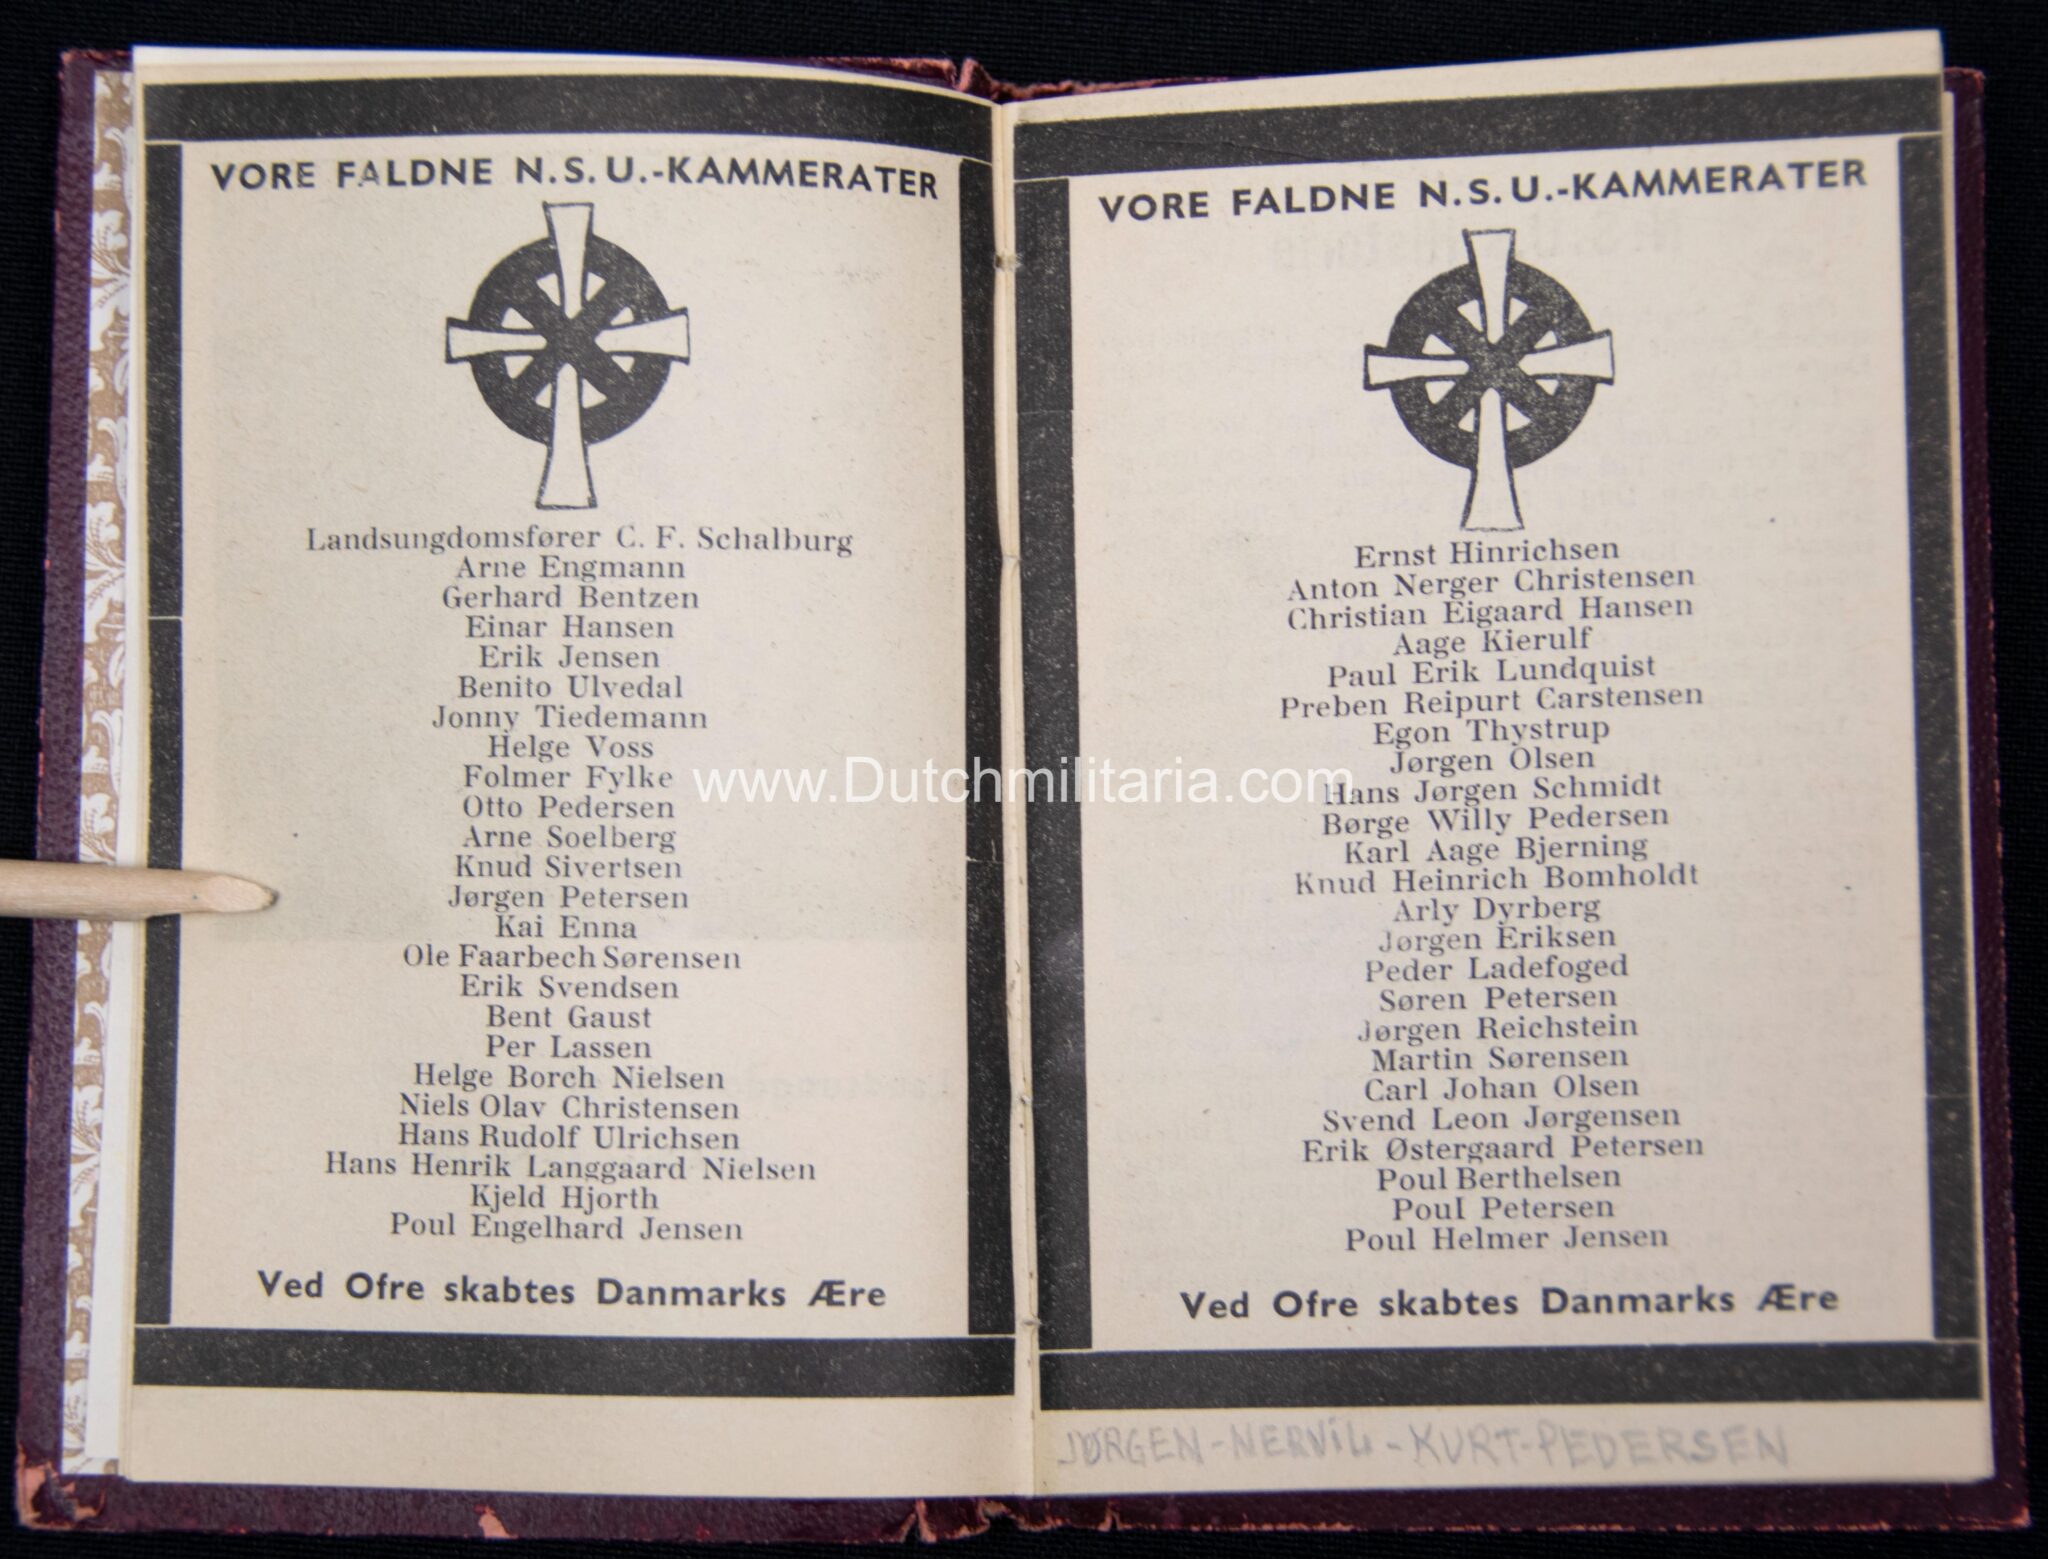 VORE FALDNE N.S.U.-KAMMERATER
Landsungdomsfører C. F. Schalburg
Arne Engmann
Gerhard Bentzen
Einar Hansen
Erik Jensen
Benito Ulvedal
Jonny Tiedemann
Helge Voss
Folmer Fylke
Otto Pedersen
Arne Soelberg
Knud Sivertsen
Jørgen Petersen
Kai Enna
Ole Faarbech Sørensen
Erik Svendsen
Bent Gaust
Per Lassen
Helge Borch Nielsen
Niels Olav Christensen
Hans Rudolf Ulrichsen
Hans Henrik Langgaard Nielsen
Kjeld Hjorth
Poul Engelhard Jensen
Ved Ofre skabtes Danmarks Ære
VORE FALDNE N.S.U.-KAMMERATER
Ernst Hinrichsen
Anton Nerger Christensen
Christian Eigaard Hansen
Aage Kierulf
Paul Erik Lundquist
Preben Reipurt Carstensen
Egon Thystrup
Jørgen Olsen
Hans Jørgen Schmidt
Børge Willy Pedersen
Karl Aage Bjerning
Knud Heinrich Bomholdt
Arly Dyrberg
Jørgen Eriksen
Peder Ladefoged
Søren Petersen
Jørgen Reichstein
Martin Sørensen
Carl Johan Olsen
Svend Leon Jørgensen
Erik Østergaard Petersen
Poul Berthelsen
Poul Petersen
Poul Helmer Jensen
Ved Ofre skabtes Danmarks Ære
JØRGEN - - KURT-PEDERSEN
www.Dutchmilitaria.com